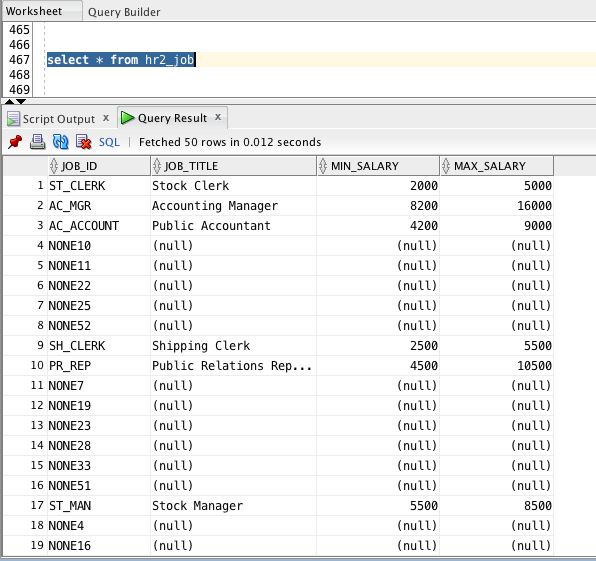 Worksheet Query Builder
465
466
467 select * from hr2_job
468
469
Script Output x Query Result x
SQL | Fetched 50 rows in 0.012 seconds
JOB_ID JOB_TITLE MIN_SALARY MAX_SALARY
1 ST_CLERK Stock Clerk 2000 5000
2 AC_MGR Accounting Manager 8200 16000
3 AC_ACCOUNT Public Accountant 4200 9000
4 NONE10 (null) (null) (null)
5 NONE11 (null) (null) (null)
6 NONE22 (null) (null) (null)
7 NONE25 (null) (null) (null)
8 NONE52 (null) (null) (null)
9 SH_CLERK Shipping Clerk 2500 5500
10 PR_REP Public Relations Rep... 4500 10500
11 NONE7 (null) (null) (null)
12 NONE19 (null) (null) (null)
13 NONE23 (null) (null) (null)
14 NONE28 (null) (null) (null)
15 NONE33 (null) (null) (null)
16 NONE51 (null) (null) (null)
17 ST_MAN Stock Manager 5500 8500
18 NONE4 (null) (null) (null)
19 NONE16 (null) (null) (null)